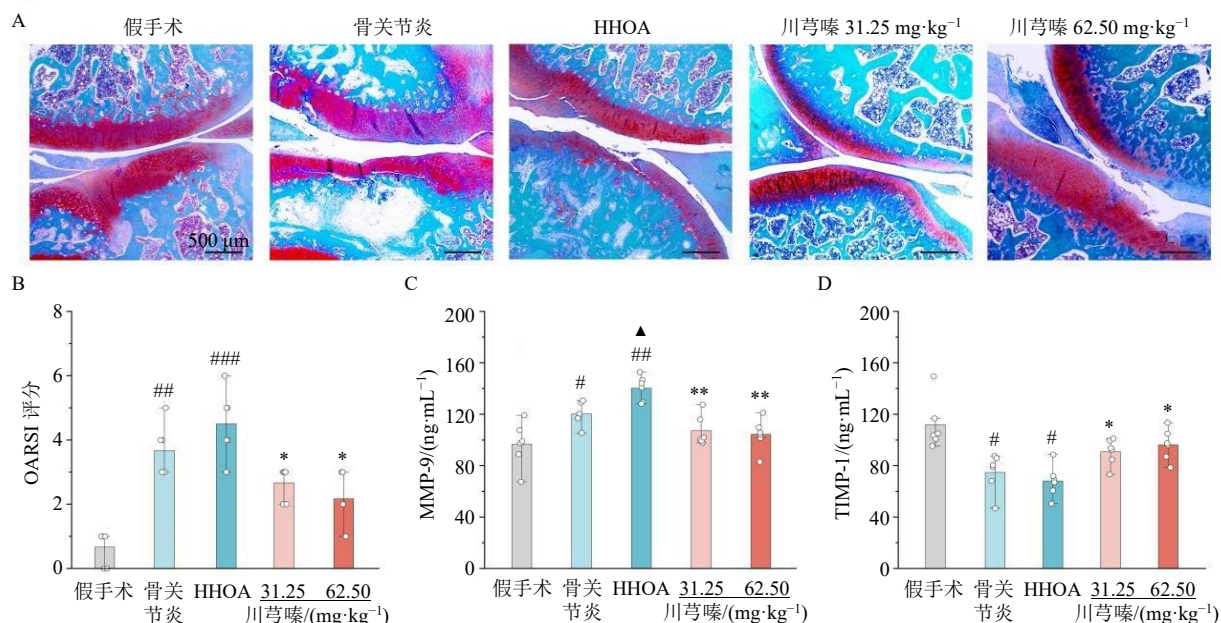 A
假手术
骨关节炎
HHOA
川芎嗪 31.25 mg·kg⁻¹
川芎嗪 62.50 mg·kg⁻¹
500 μm
B
OARSI 评分
8
6
4
2
0
##
###
*
*
假手术
骨关
节炎
HHOA
31.25
62.50
川芎嗪/(mg·kg⁻¹)
C
MMP-9/(ng·mL⁻¹)
200
160
120
80
40
0
#
▲
##
**
**
假手术
骨关
节炎
HHOA
31.25
62.50
川芎嗪/(mg·kg⁻¹)
D
TIMP-1/(ng·mL⁻¹)
200
160
120
80
40
0
#
#
*
*
假手术
骨关
节炎
HHOA
31.25
62.50
川芎嗪/(mg·kg⁻¹)